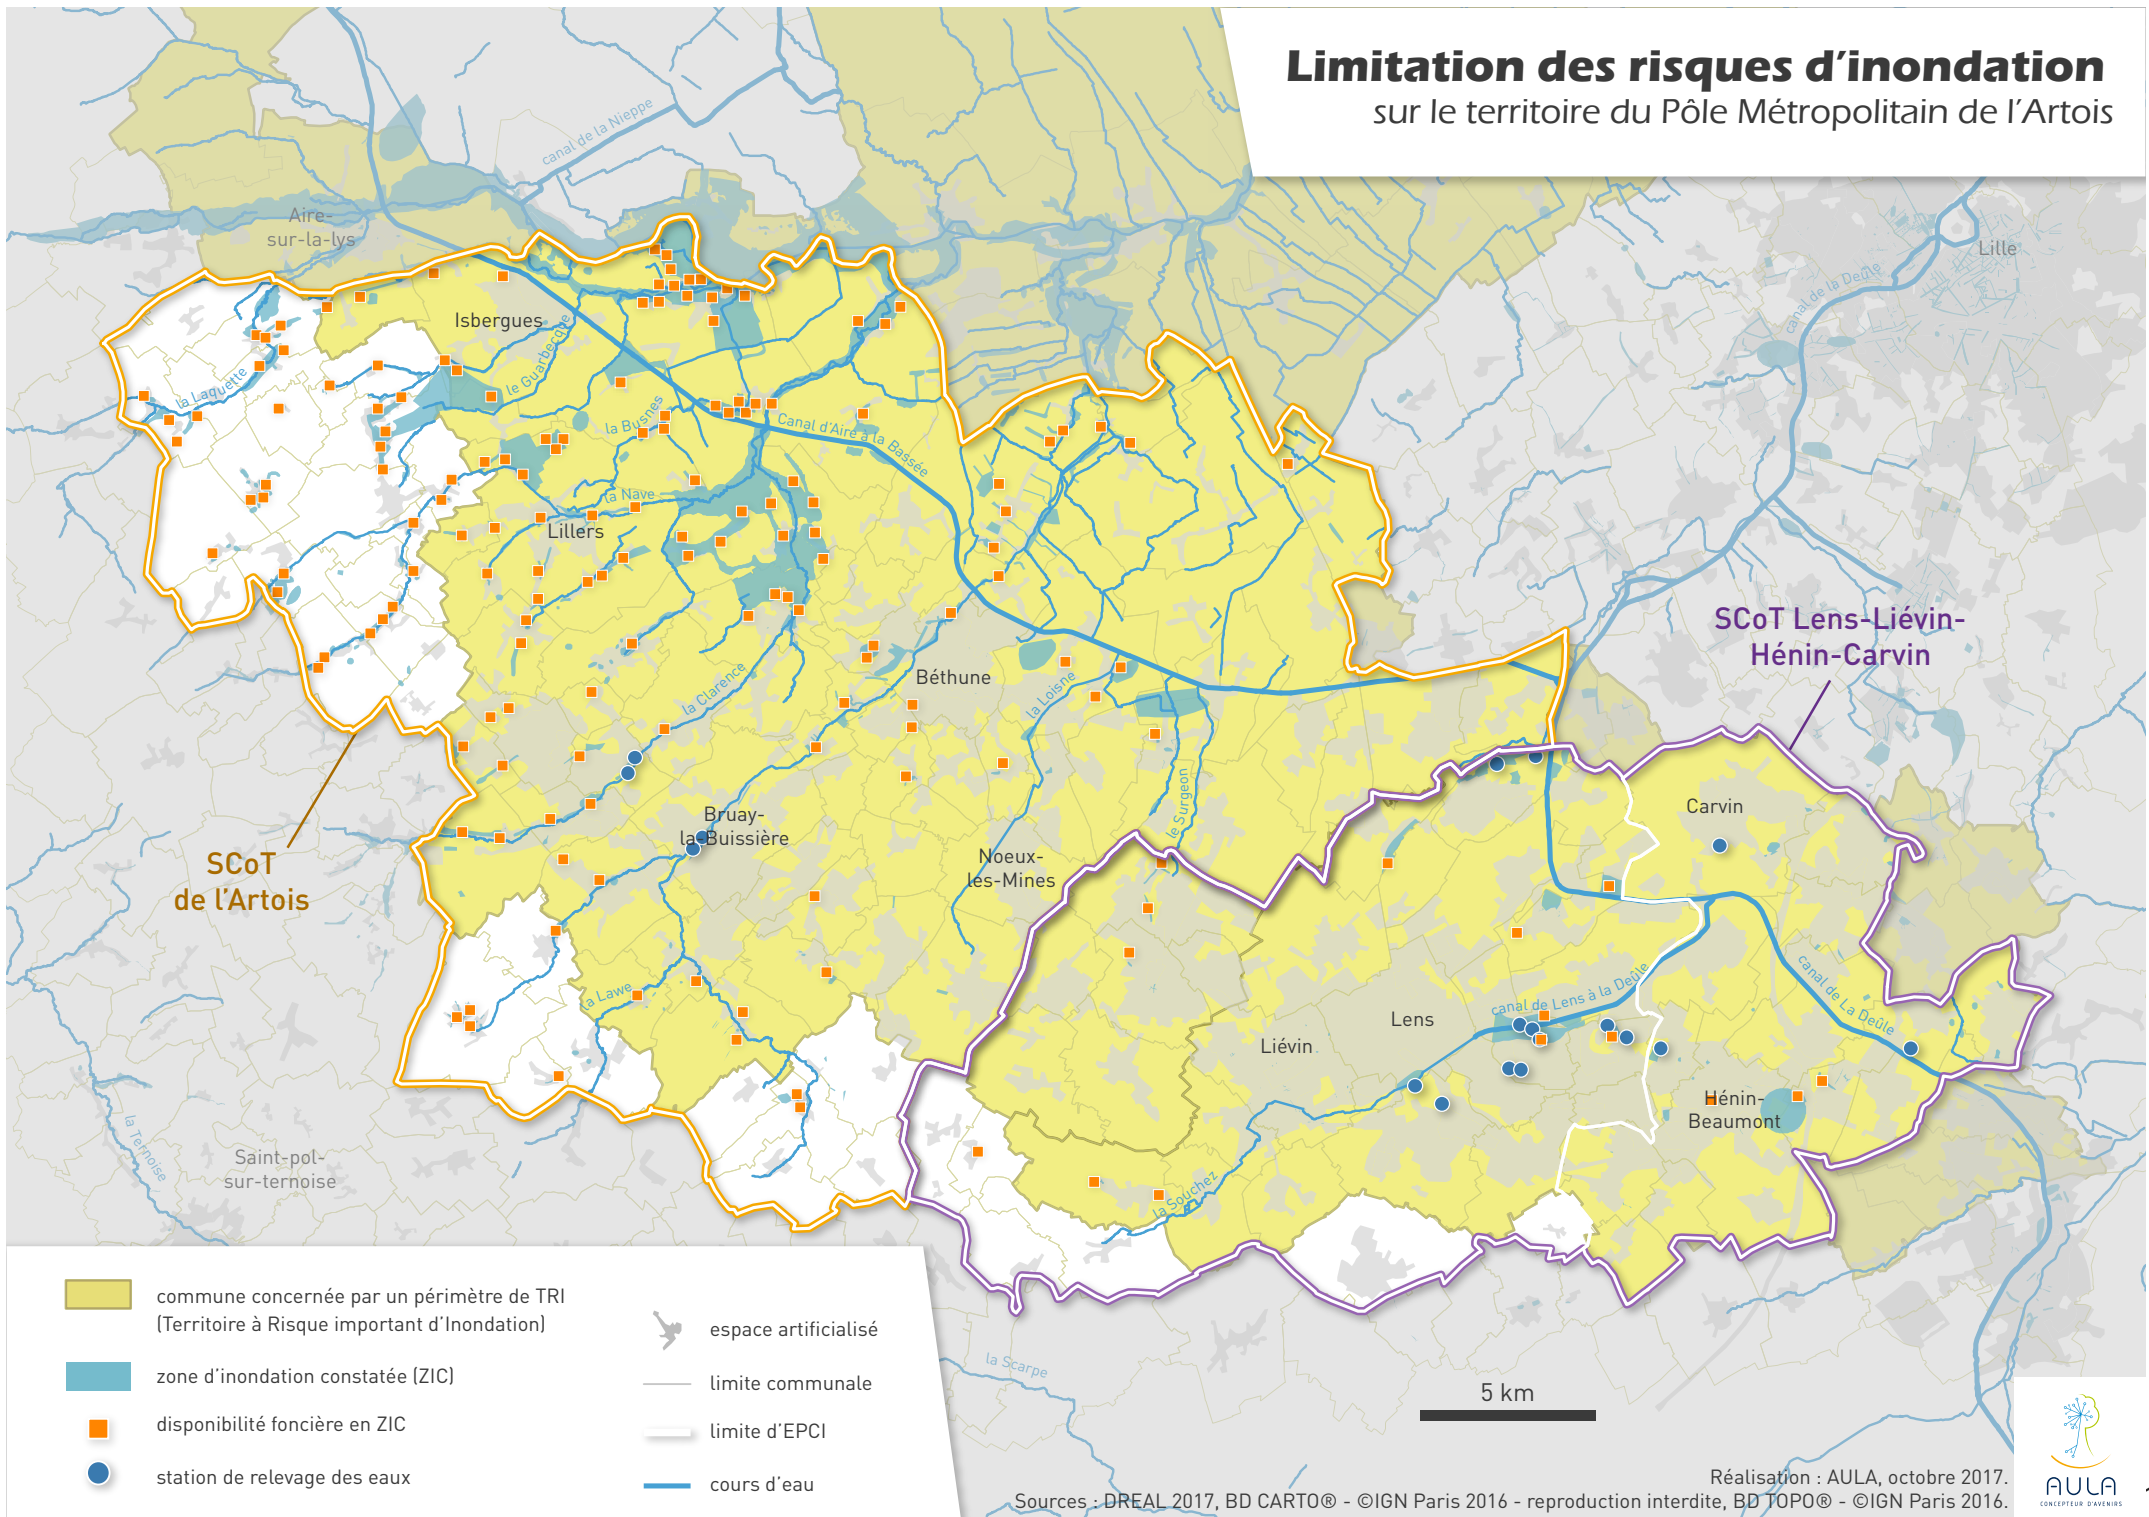 Limitation des risques d'inondation
sur le territoire du Pôle Métropolitain de l'Artois
canal de la Nieppe
Aire-
sur-la-lys
Lille
canal de la Deûle
Isbergues
le Guarbecque
la Laquette
la Busnes
Canal d'Aire à la Bassée
la Nave
Lillers
SCoT Lens-Liévin-
Hénin-Carvin
Béthune
la Loisne
la Clarence
le Surgeon
Carvin
Bruay-
la-Buissière
SCoT
de l'Artois
Noeux-
les-Mines
la Lawe
canal de Lens à la Deûle
canal de La Deûle
Lens
Liévin
Hénin-
Beaumont
la Ternoise
Saint-pol-
sur-ternoise
la Souchez
la Scarpe
commune concernée par un périmètre de TRI
(Territoire à Risque important d'Inondation)
zone d'inondation constatée (ZIC)
disponibilité foncière en ZIC
station de relevage des eaux
espace artificialisé
limite communale
limite d'EPCI
cours d'eau
5 km
Réalisation : AULA, octobre 2017.
Sources : DREAL 2017, BD CARTO® - ©IGN Paris 2016 - reproduction interdite, BD TOPO® - ©IGN Paris 2016.
AULA
CONCEPTEUR D'AVENIRS